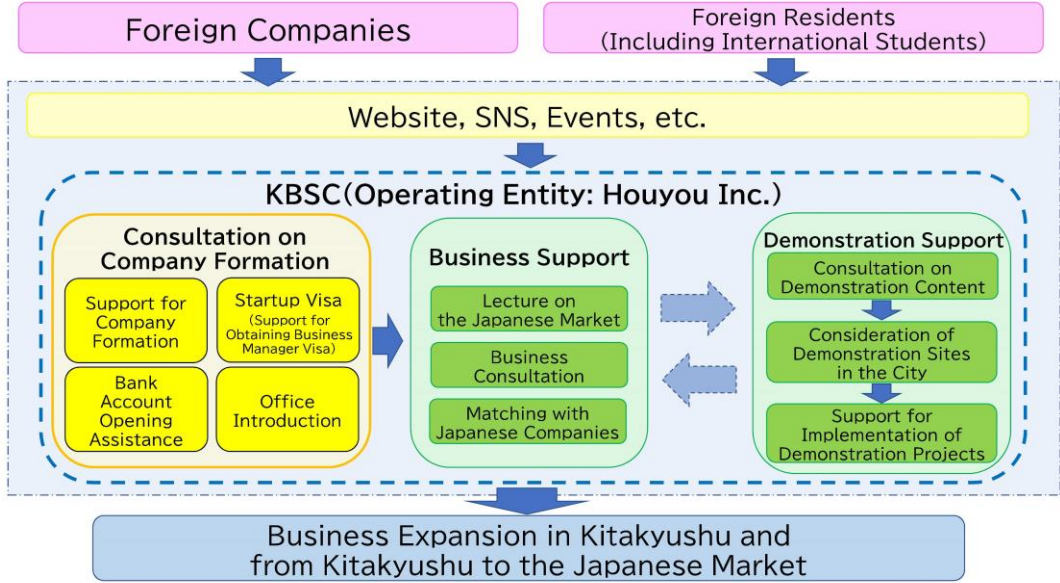 Foreign Companies
Foreign Residents
(Including International Students)
Website, SNS, Events, etc.
KBSC(Operating Entity: Houyou Inc.)
Consultation on
Company Formation
Support for
Company
Formation
Startup Visa
(Support for
Obtaining Business
Manager Visa)
Bank
Account
Opening
Assistance
Office
Introduction
Business Support
Lecture on
the Japanese Market
Business
Consultation
Matching with
Japanese Companies
Demonstration Support
Consultation on
Demonstration Content
Consideration of
Demonstration Sites
in the City
Support for
Implementation of
Demonstration Projects
Business Expansion in Kitakyushu and
from Kitakyushu to the Japanese Market